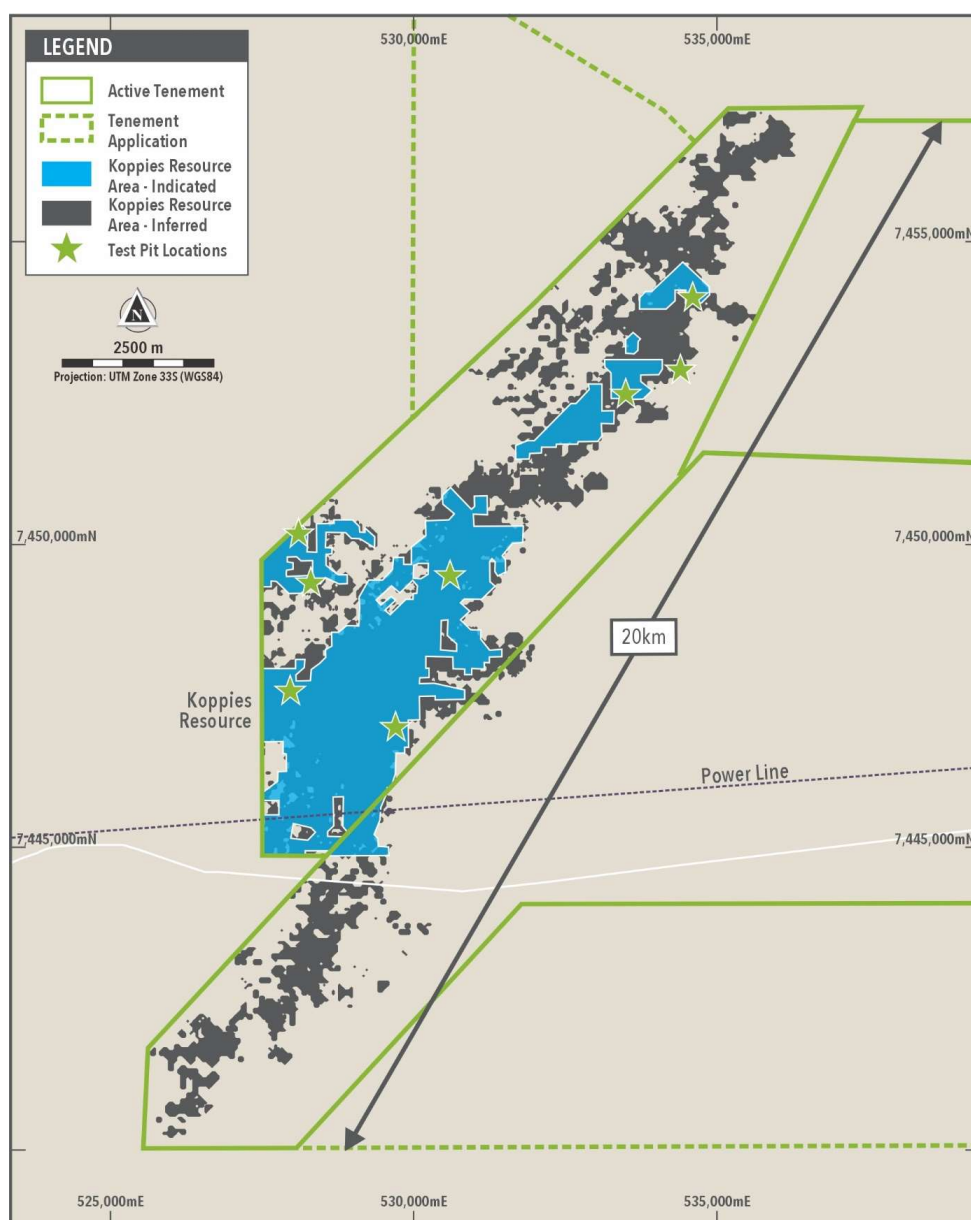 530,000mE
535,000mE
LEGEND
Active Tenement
Tenement
Application
Koppies Resource
Area - Indicated
Koppies Resource
Area - Inferred
Test Pit Locations
N
2500 m
Projection: UTM Zone 33S (WGS84)
7,455,000mN
7,450,000mN
7,450,000mN
20km
Koppies
Resource
Power Line
7,445,000mN
7,445,000mN
525,000mE
530,000mE
535,000mE